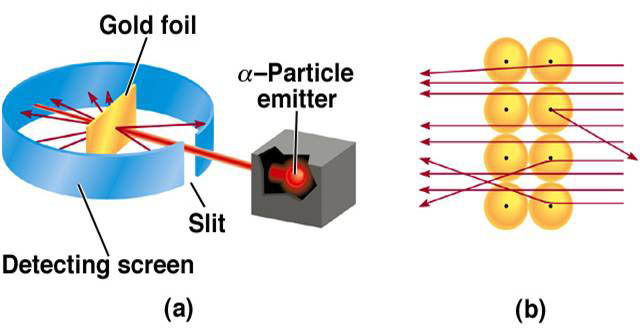 Gold foil
α–Particle
emitter
Slit
Detecting screen
(a)
(b)